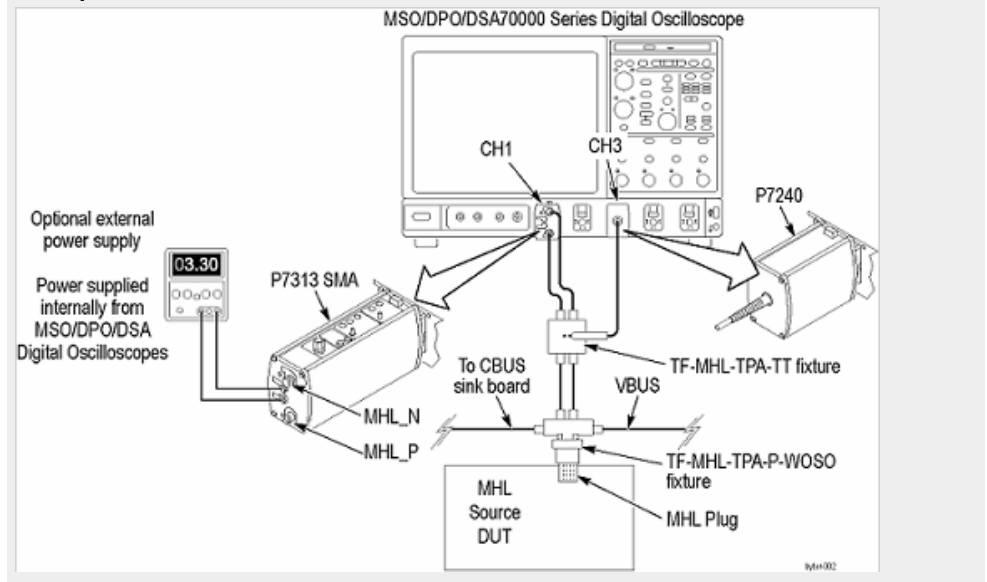 MSO/DPO/DSA70000 Series Digital Oscilloscope
CH1
CH3
P7240
Optional external
power supply
03.30
Power supplied
internally from
MSO/DPO/DSA
Digital Oscilloscopes
P7313 SMA
MHL_N
MHL_P
To CBUS
sink board
VBUS
TF-MHL-TPA-TT fixture
TF-MHL-TPA-P-WOSO
fixture
MHL Plug
MHL
Source
DUT